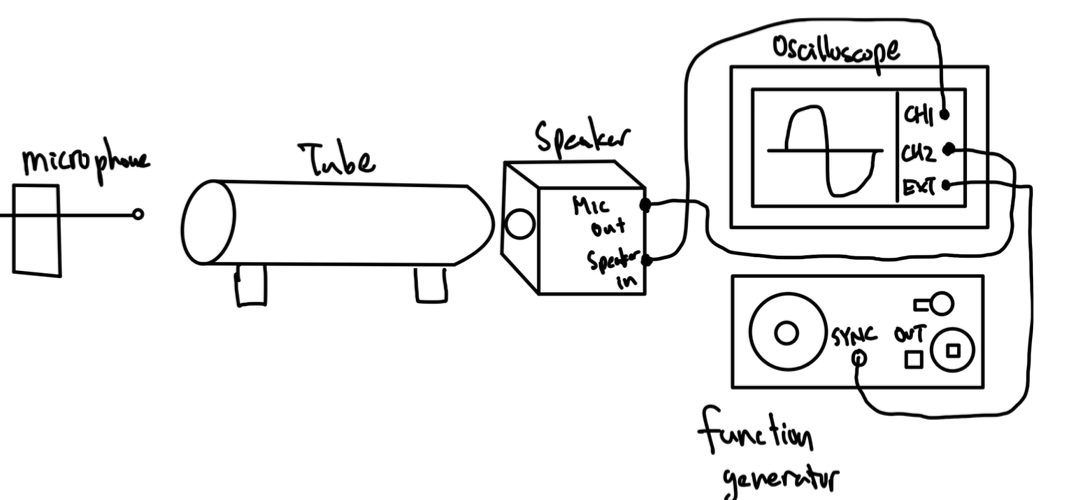 microphone
Tube
Speaker
Mic
out
Speaker
in
Oscilloscope
CH1
CH2
EXT
SYNC OUT
function
generator